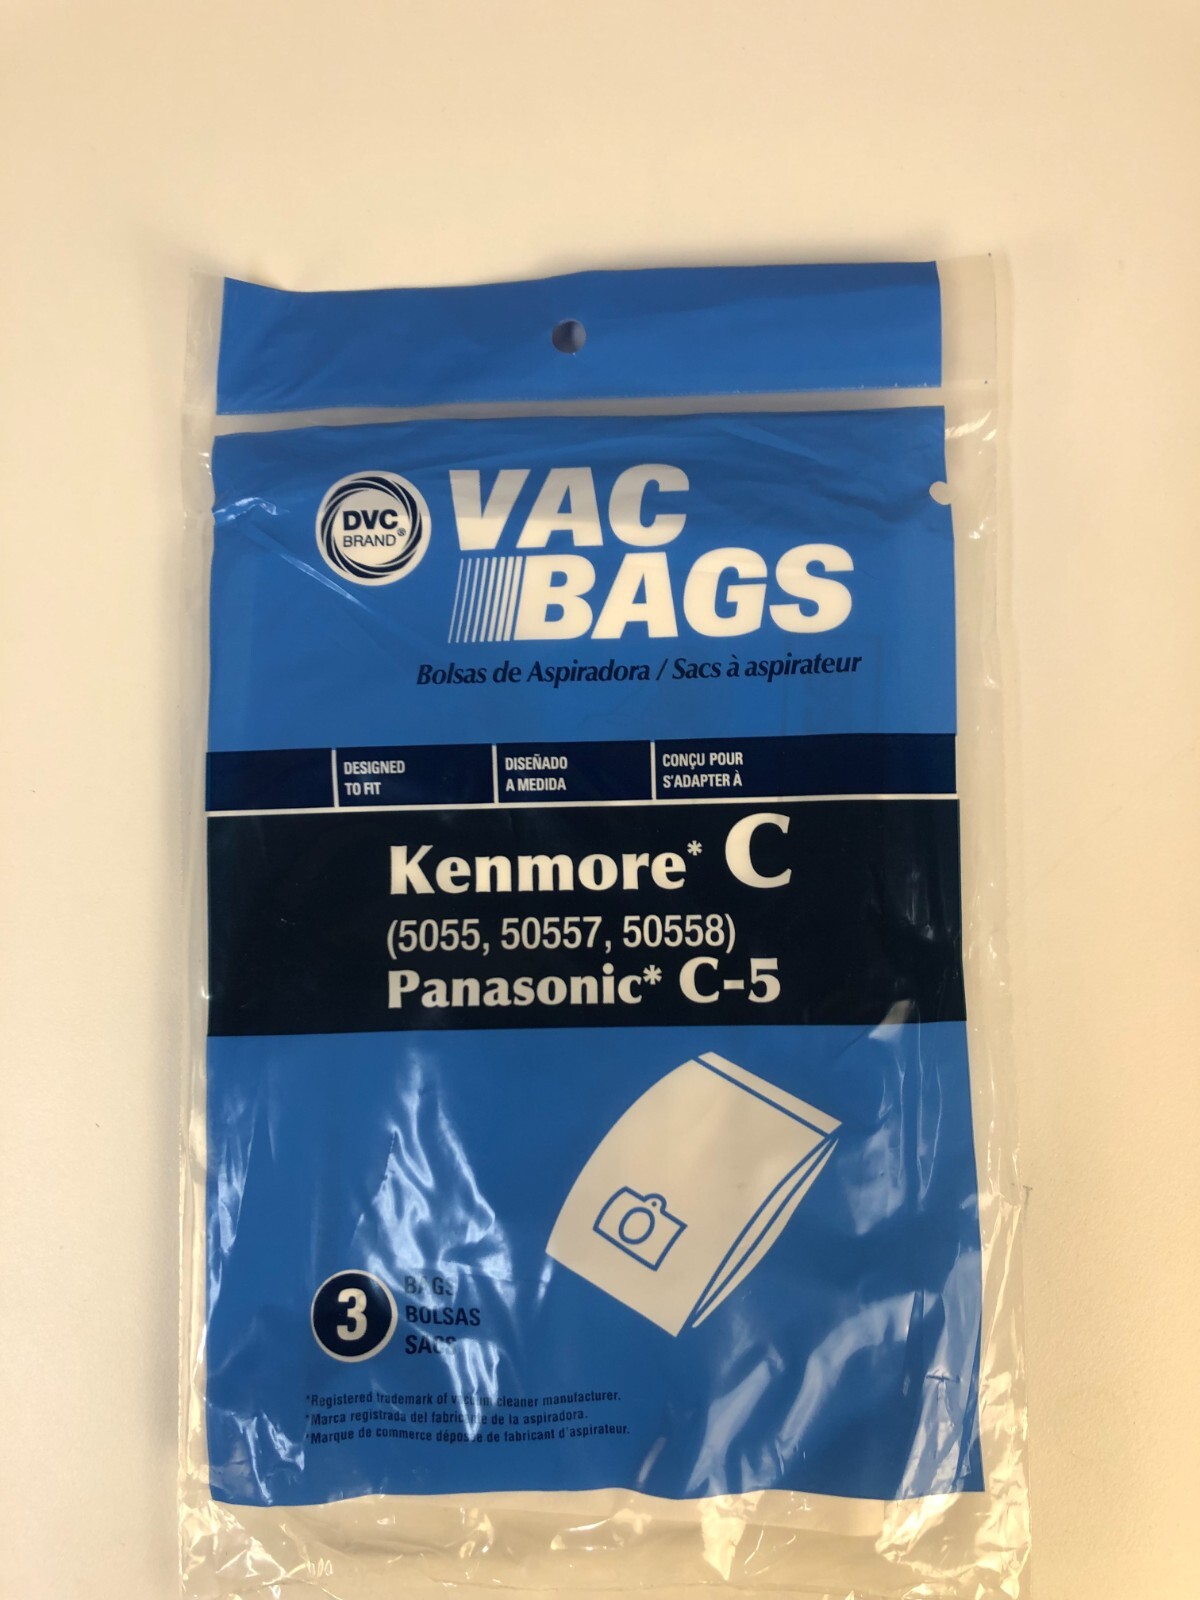 DVC
BRAND®
VAC
BAGS
Bolsas de Aspiradora / Sacs à aspirateur
DESIGNED
TO FIT
DISEÑADO
A MEDIDA
CONÇU POUR
S'ADAPTER À
Kenmore* C
(5055, 50557, 50558)
Panasonic* C-5
3
BAGS
BOLSAS
SACS
*Registered trademark of vacuum cleaner manufacturer.
*Marca registrada del fabricante de la aspiradora.
*Marque de commerce déposée de fabricant d'aspirateur.